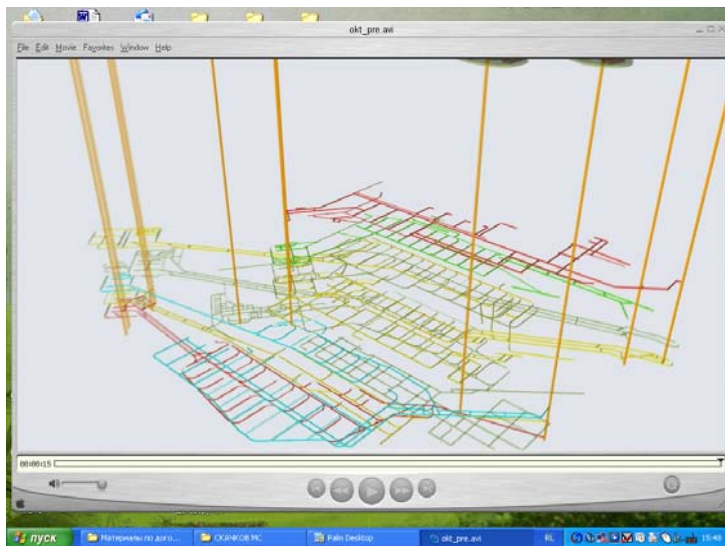 okt_pre.avi
File Edit Movie Favorites Window Help
00:00:15
пуск
Материалы по дого...
СКАЧКОВ МС
Palm Desktop
okt_pre.avi
RL
15:48